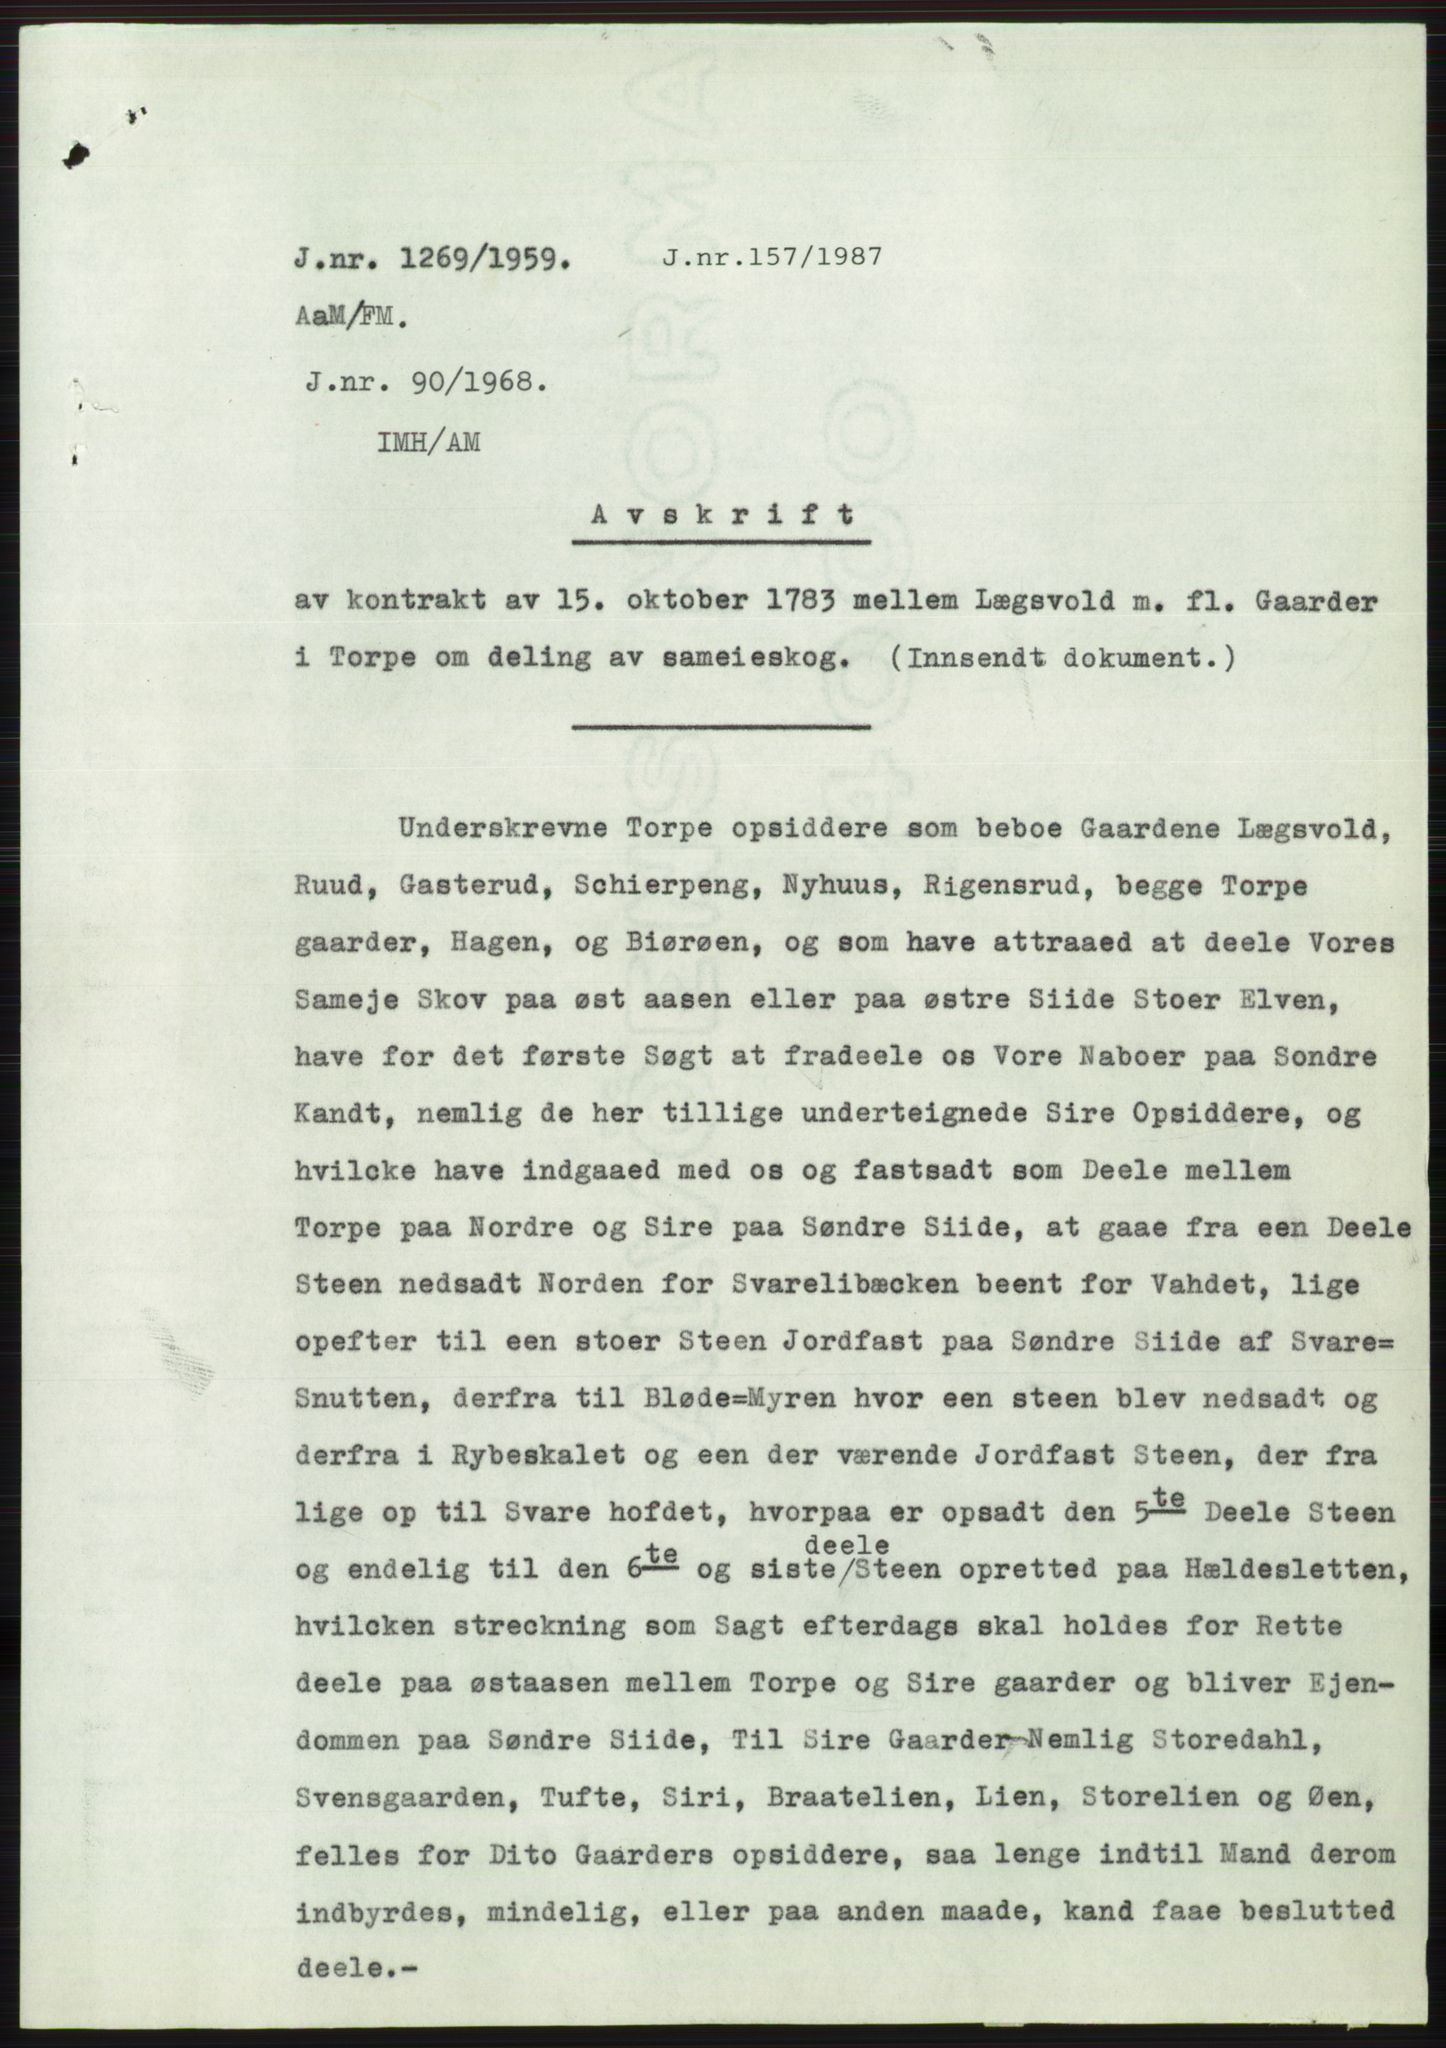 J.nr. 1269/1959. J.nr.157/1987
AaM/FM.
J.nr. 90/1968.
IMH/AM
A v s k r i f t
av kontrakt av 15. oktober 1783 mellem Lægsvold m. fl. Gaarder
i Torpe om deling av sameieskog. (Innsendt dokument.)
Underskrevne Torpe opsiddere som beboe Gaardene Lægsvold,
Ruud, Gasterud, Schierpeng, Nyhuus, Rigensrud, begge Torpe
gaarder, Hagen, og Biørøen, og som have attraaed at deele Vores
Sameje Skov paa øst aasen eller paa østre Siide Stoer Elven,
have for det første Søgt at fradeele os Vore Naboer paa Sondre
Kandt, nemlig de her tillige underteignede Sire Opsiddere, og
hvilcke have indgaaed med os og fastsadt som Deele mellem
Torpe paa Nordre og Sire paa Søndre Siide, at gaae fra een Deele
Steen nedsadt Norden for Svarelibæcken beent for Vahdet, lige
opefter til een stoer Steen Jordfast paa Søndre Siide af Svare=
Snutten, derfra til Bløde=Myren hvor een steen blev nedsadt og
derfra i Rybeskalet og een der værende Jordfast Steen, der fra
lige op til Svare hofdet, hvorpaa er opsadt den 5te Deele Steen
deele
og endelig til den 6te og siste/Steen opretted paa Hældesletten,
hvilcken streckning som Sagt efterdags skal holdes for Rette
deele paa østaasen mellem Torpe og Sire gaarder og bliver Ejen-
dommen paa Søndre Siide, Til Sire Gaarder-Nemlig Storedahl,
Svensgaarden, Tufte, Siri, Braatelien, Lien, Storelien og Øen,
felles for Dito Gaarders opsiddere, saa lenge indtil Mand derom
indbyrdes, mindelig, eller paa anden maade, kand faae beslutted
deele.-